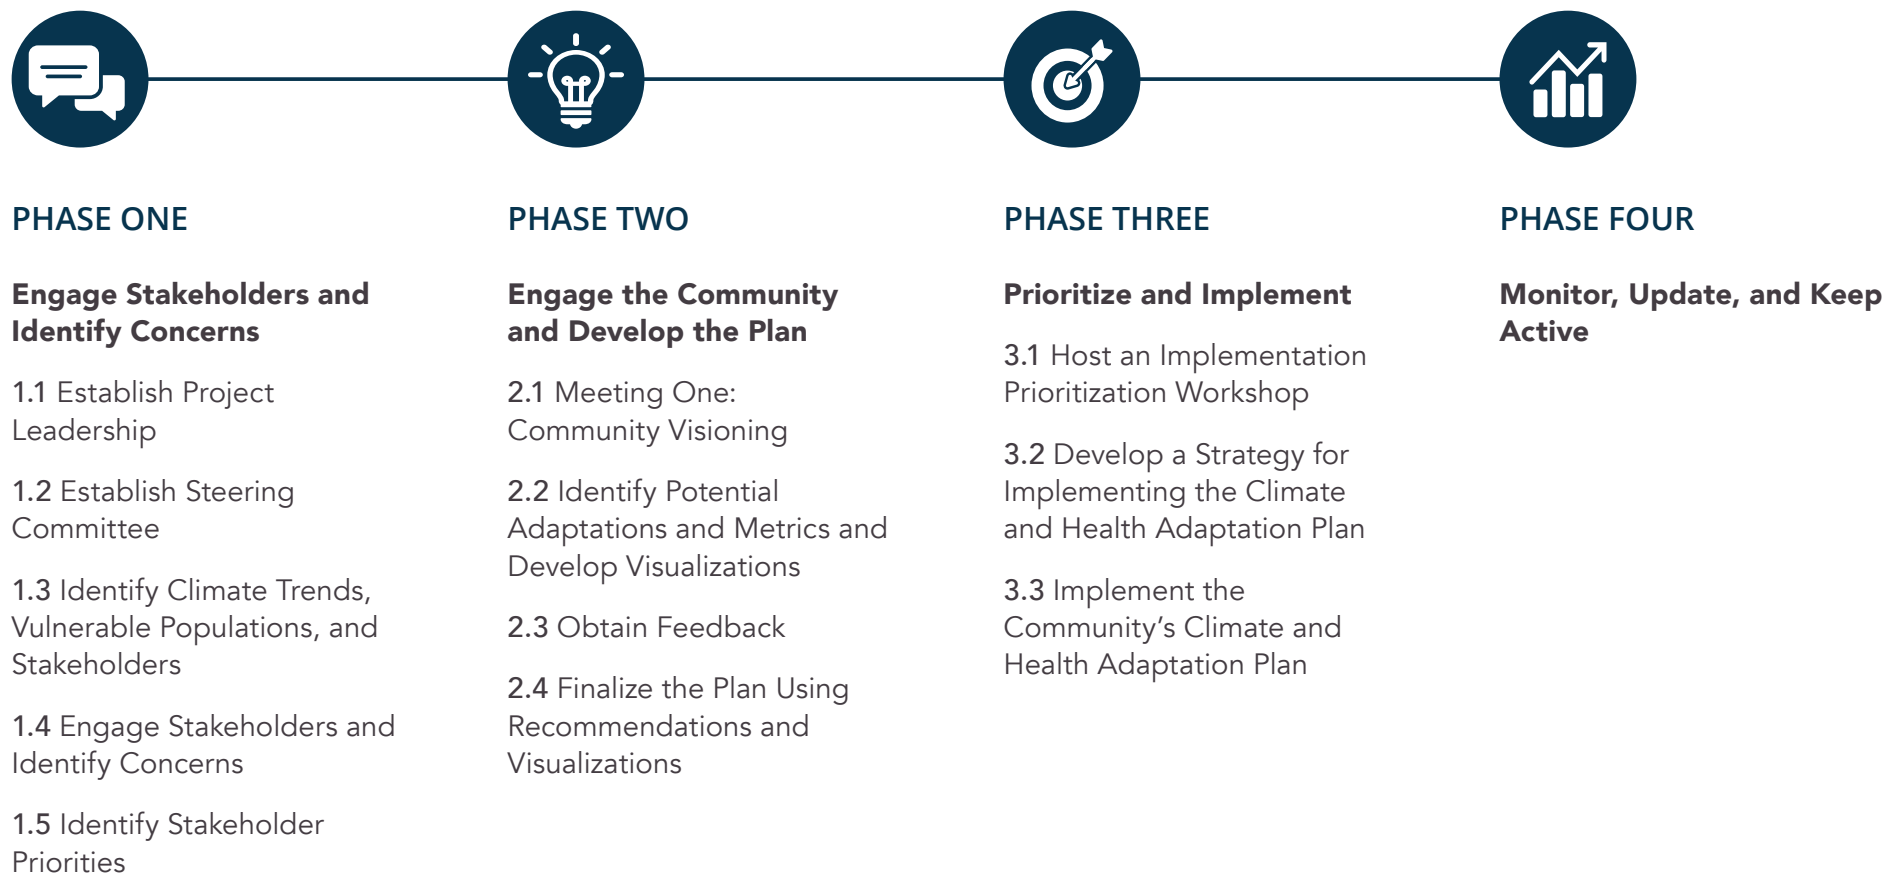 PHASE ONE
Engage Stakeholders and
Identify Concerns
1.1 Establish Project
Leadership
1.2 Establish Steering
Committee
1.3 Identify Climate Trends,
Vulnerable Populations, and
Stakeholders
1.4 Engage Stakeholders and
Identify Concerns
1.5 Identify Stakeholder
Priorities
PHASE TWO
Engage the Community
and Develop the Plan
2.1 Meeting One:
Community Visioning
2.2 Identify Potential
Adaptations and Metrics and
Develop Visualizations
2.3 Obtain Feedback
2.4 Finalize the Plan Using
Recommendations and
Visualizations
PHASE THREE
Prioritize and Implement
3.1 Host an Implementation
Prioritization Workshop
3.2 Develop a Strategy for
Implementing the Climate
and Health Adaptation Plan
3.3 Implement the
Community’s Climate and
Health Adaptation Plan
PHASE FOUR
Monitor, Update, and Keep
Active